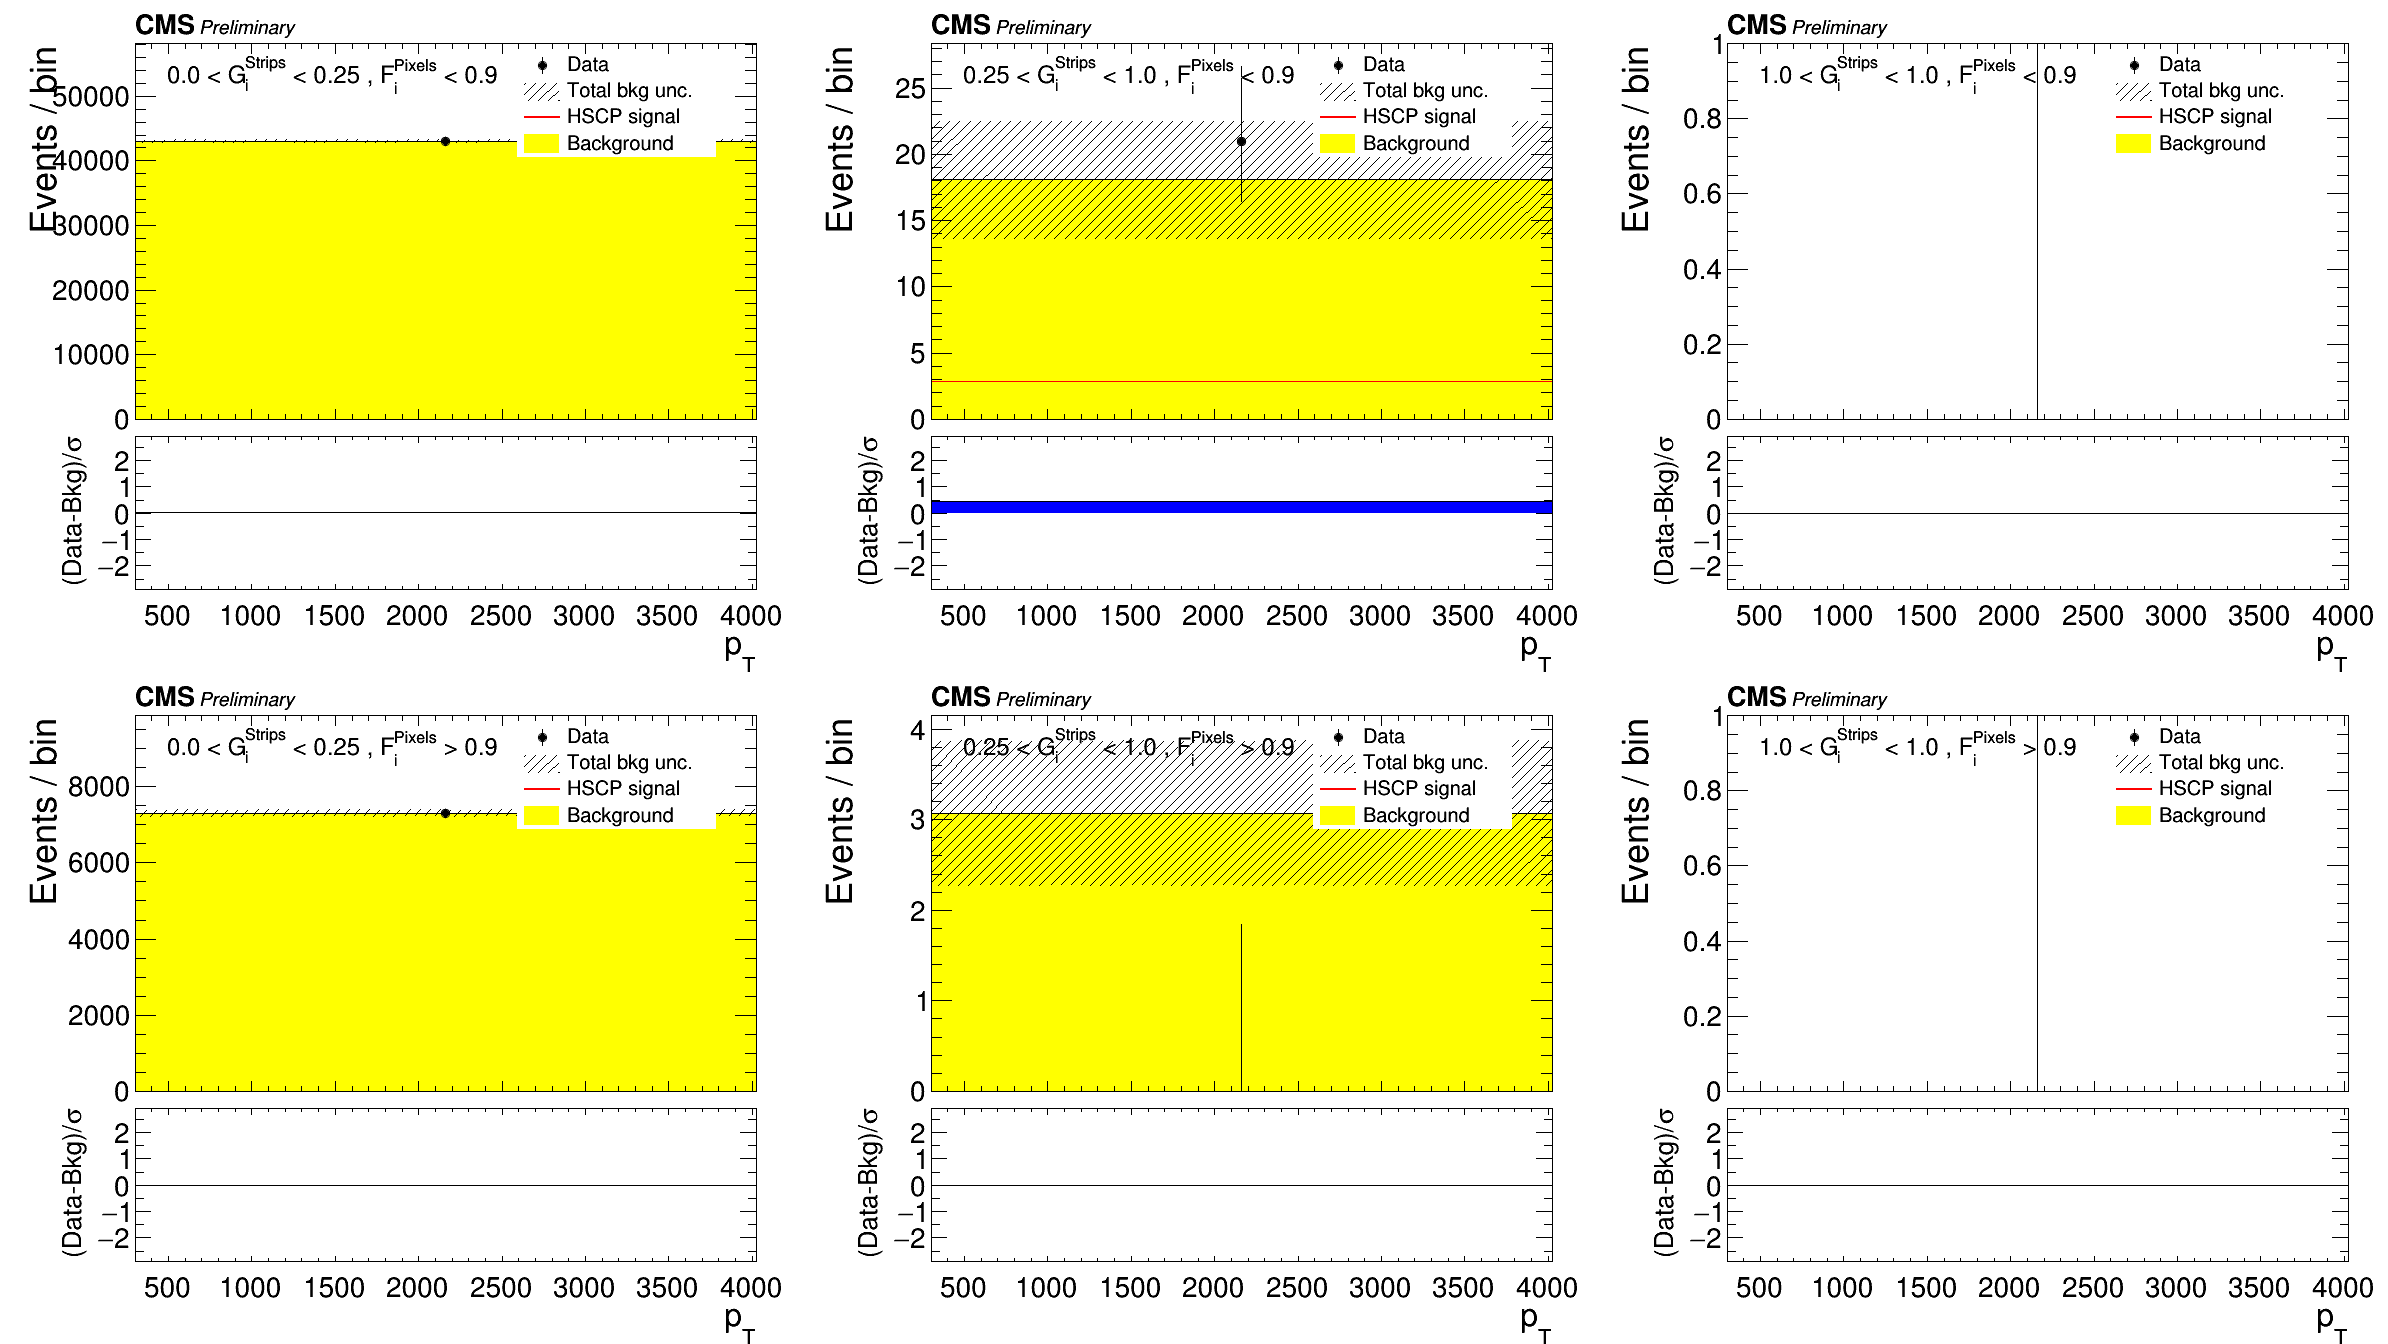 CMS Preliminary
Events / bin
0.0 < G_i^Strips < 0.25 , F_i^Pixels < 0.9
Data
Total bkg unc.
HSCP signal
Background
50000
40000
30000
20000
10000
0
(Data-Bkg)/σ
2
1
0
−1
−2
500 1000 1500 2000 2500 3000 3500 4000
p_T
CMS Preliminary
Events / bin
0.25 < G_i^Strips < 1.0 , F_i^Pixels < 0.9
Data
Total bkg unc.
HSCP signal
Background
25
20
15
10
5
0
(Data-Bkg)/σ
2
1
0
−1
−2
500 1000 1500 2000 2500 3000 3500 4000
p_T
CMS Preliminary
Events / bin
1.0 < G_i^Strips < 1.0 , F_i^Pixels < 0.9
Data
Total bkg unc.
HSCP signal
Background
1
0.8
0.6
0.4
0.2
0
(Data-Bkg)/σ
2
1
0
−1
−2
500 1000 1500 2000 2500 3000 3500 4000
p_T
CMS Preliminary
Events / bin
0.0 < G_i^Strips < 0.25 , F_i^Pixels > 0.9
Data
Total bkg unc.
HSCP signal
Background
8000
6000
4000
2000
0
(Data-Bkg)/σ
2
1
0
−1
−2
500 1000 1500 2000 2500 3000 3500 4000
p_T
CMS Preliminary
Events / bin
0.25 < G_i^Strips < 1.0 , F_i^Pixels > 0.9
Data
Total bkg unc.
HSCP signal
Background
4
3
2
1
0
(Data-Bkg)/σ
2
1
0
−1
−2
500 1000 1500 2000 2500 3000 3500 4000
p_T
CMS Preliminary
Events / bin
1.0 < G_i^Strips < 1.0 , F_i^Pixels > 0.9
Data
Total bkg unc.
HSCP signal
Background
1
0.8
0.6
0.4
0.2
0
(Data-Bkg)/σ
2
1
0
−1
−2
500 1000 1500 2000 2500 3000 3500 4000
p_T